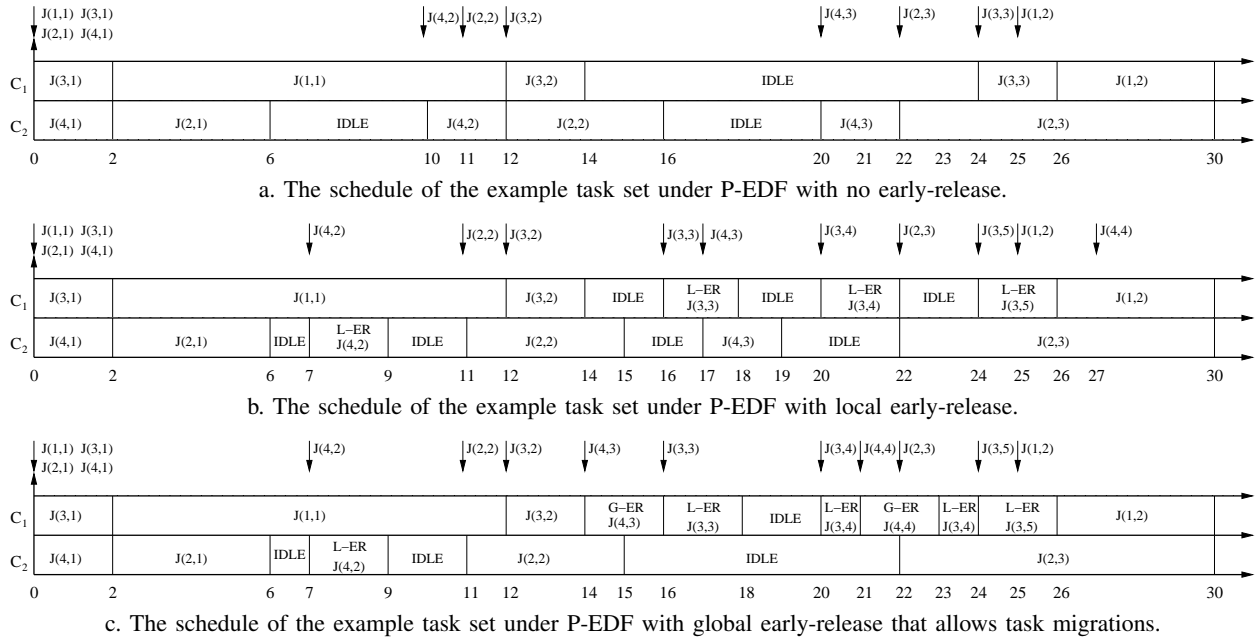 J(1,1) J(3,1) J(4,2) J(2,2) J(3,2) J(4,3) J(2,3) J(3,3) J(1,2)
J(2,1) J(4,1)
C1 J(3,1) J(1,1) J(3,2) IDLE J(3,3) J(1,2)
C2 J(4,1) J(2,1) IDLE J(4,2) J(2,2) IDLE J(4,3) J(2,3)
0 2 6 10 11 12 14 16 20 21 22 23 24 25 26 30
a. The schedule of the example task set under P-EDF with no early-release.
J(1,1) J(3,1) J(4,2) J(2,2) J(3,2) J(3,3) J(4,3) J(3,4) J(2,3) J(3,5) J(1,2) J(4,4)
J(2,1) J(4,1)
C1 J(3,1) J(1,1) J(3,2) IDLE L–ER J(3,3) IDLE L–ER J(3,4) IDLE L–ER J(3,5) J(1,2)
C2 J(4,1) J(2,1) IDLE L–ER J(4,2) IDLE J(2,2) IDLE J(4,3) IDLE J(2,3)
0 2 6 7 9 11 12 14 15 16 17 18 19 20 22 24 25 26 27 30
b. The schedule of the example task set under P-EDF with local early-release.
J(1,1) J(3,1) J(4,2) J(2,2) J(3,2) J(4,3) J(3,3) J(3,4) J(4,4) J(2,3) J(3,5) J(1,2)
J(2,1) J(4,1)
C1 J(3,1) J(1,1) J(3,2) G–ER J(4,3) L–ER J(3,3) IDLE L–ER J(3,4) G–ER J(4,4) L–ER J(3,4) L–ER J(3,5) J(1,2)
C2 J(4,1) J(2,1) IDLE L–ER J(4,2) IDLE J(2,2) IDLE J(2,3)
0 2 6 7 9 11 12 14 15 16 18 20 21 22 23 24 25 26 30
c. The schedule of the example task set under P-EDF with global early-release that allows task migrations.